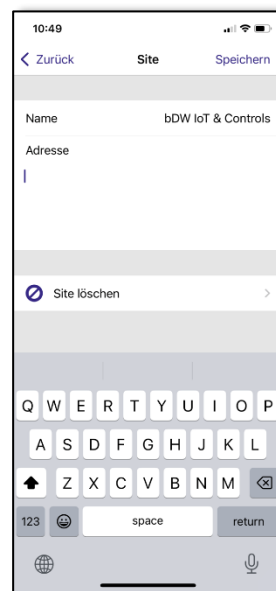 10:49
Zurück Site Speichern
Name bDW IoT & Controls
Adresse
Site löschen
Q W E R T Y U I O P
A S D F G H J K L
Z X C V B N M
123 space return